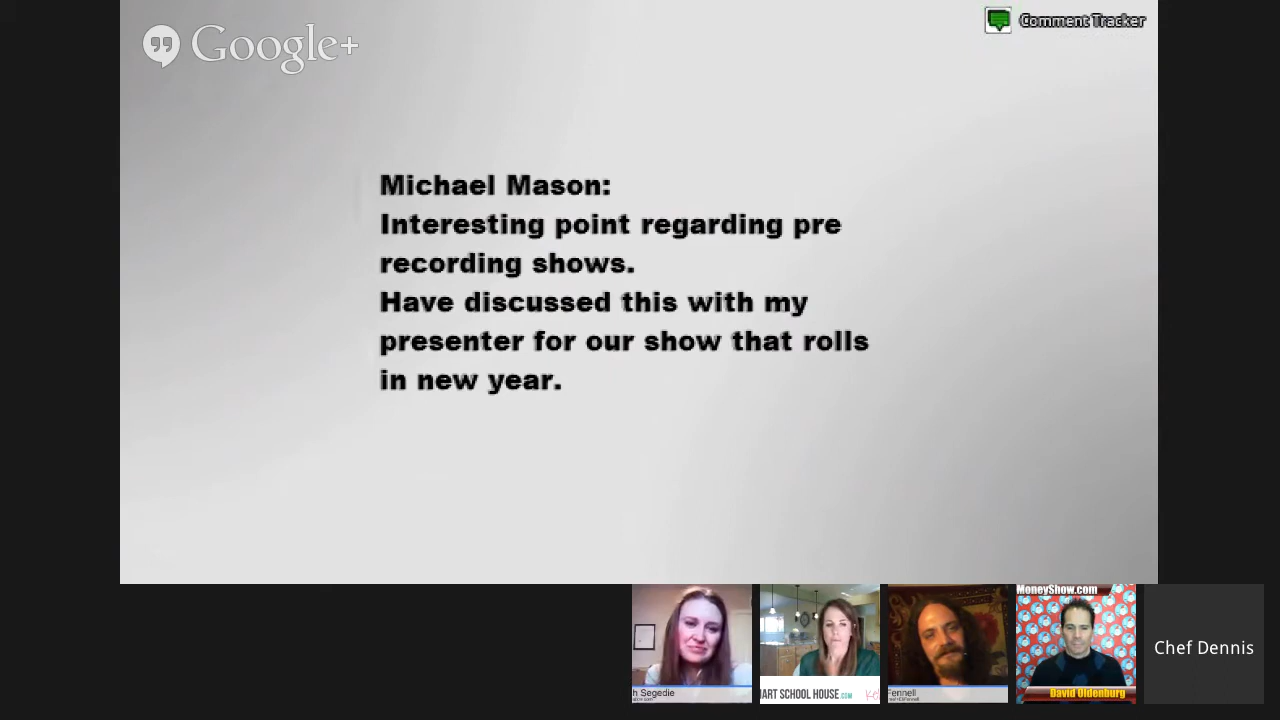 Google+
Comment Tracker
Michael Mason:
Interesting point regarding pre
recording shows.
Have discussed this with my
presenter for our show that rolls
in new year.
h Segedie
MART SCHOOL HOUSE.COM
Fennell
MoneyShow.com
David Oldenburg
Chef Dennis